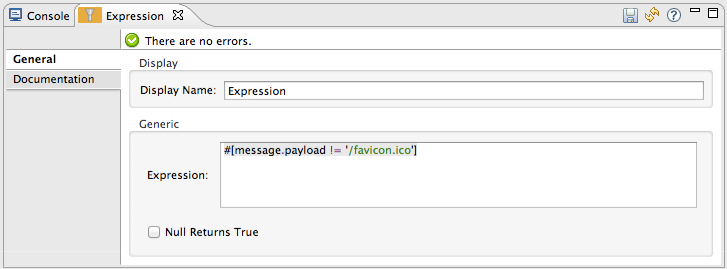 Console Expression
There are no errors.
General
Documentation
Display
Display Name: Expression
Generic
#[message.payload != '/favicon.ico']
Expression:
Null Returns True